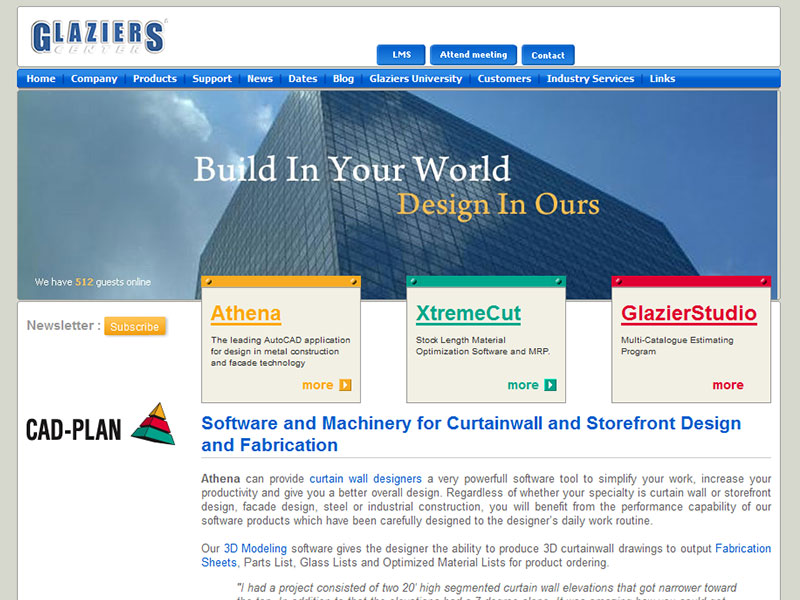 GLAZIERS
CENTER
LMS Attend meeting Contact
Home Company Products Support News Dates Blog Glaziers University Customers Industry Services Links
Build In Your World
Design In Ours
We have 512 guests online
Newsletter : Subscribe
Athena
The leading AutoCAD application
for design in metal construction
and facade technology
more
XtremeCut
Stock Length Material
Optimization Software and MRP.
more
GlazierStudio
Multi-Catalogue Estimating
Program
more
CAD-PLAN
Software and Machinery for Curtainwall and Storefront Design
and Fabrication
Athena can provide curtain wall designers a very powerfull software tool to simplify your work, increase your
productivity and give you a better overall design. Regardless of whether your specialty is curtain wall or storefront
design, facade design, steel or industrial construction, you will benefit from the performance capability of our
software products which have been carefully designed to the designer's daily work routine.
Our 3D Modeling software gives the designer the ability to produce 3D curtainwall drawings to output Fabrication
Sheets, Parts List, Glass Lists and Optimized Material Lists for product ordering.
"I had a project consisted of two 20' high segmented curtain wall elevations that got narrower toward